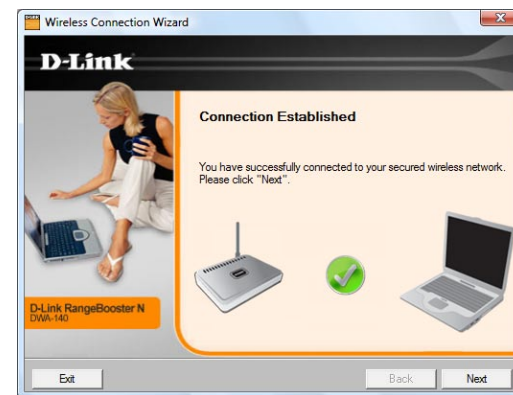 Wireless Connection Wizard
D-Link
Connection Established
You have successfully connected to your secured wireless network.
Please click "Next".
D-Link RangeBooster N
DWA-140
Exit
Back
Next